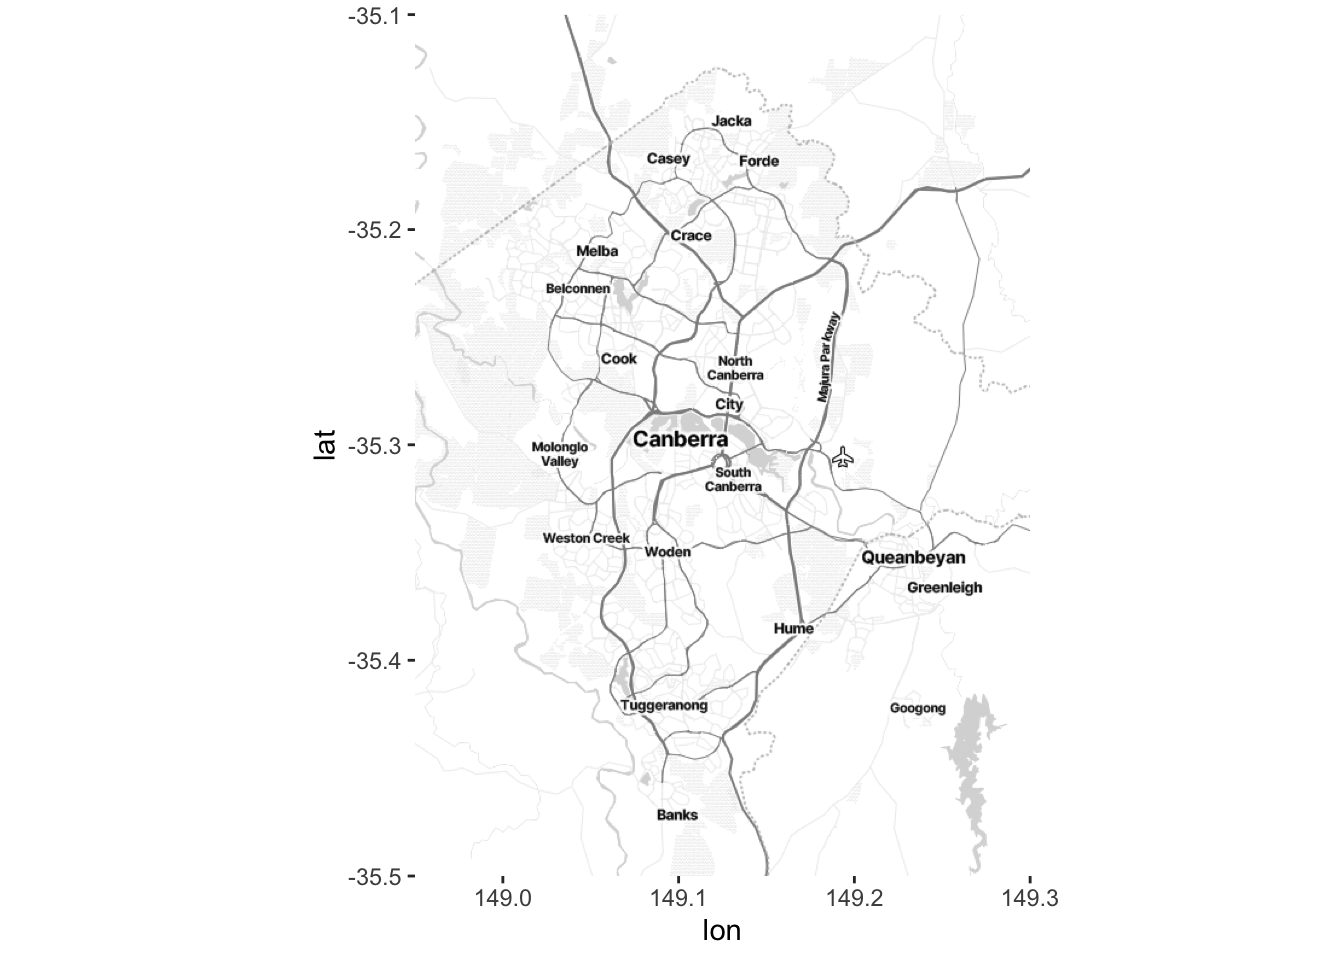 -35.1
Jacka
Casey
Forde
-35.2
Crace
Melba
Belconnen
Majura Parkway
Cook
North
Canberra
City
lat
-35.3
Canberra
Molonglo
Valley
South
Canberra
Weston Creek
Woden
Queanbeyan
Greenleigh
Hume
-35.4
Tuggeranong
Googong
Banks
-35.5
149.0
149.1
149.2
149.3
lon